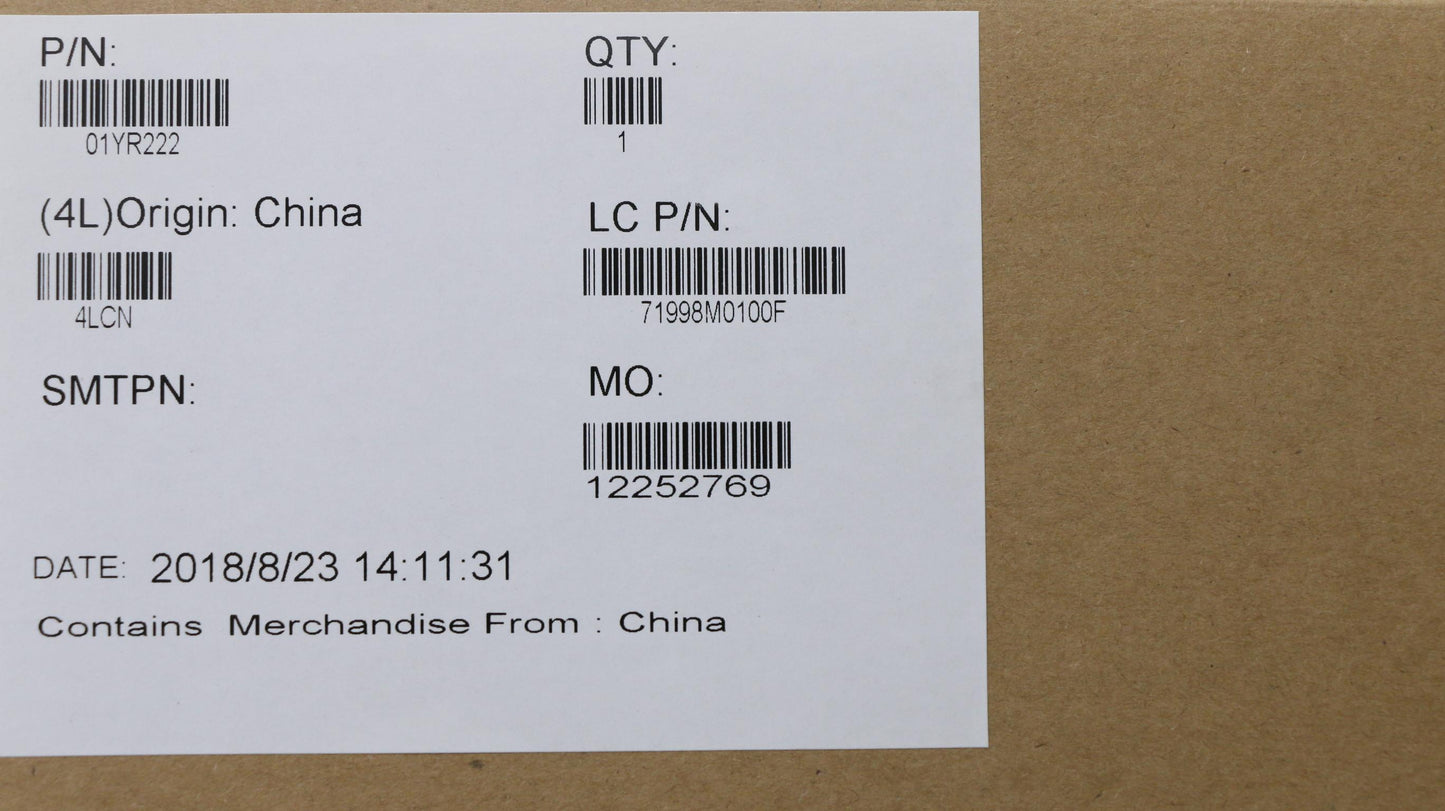 P/N:
01YR222
QTY:
1
(4L)Origin: China
4LCN
LC P/N:
71998M0100F
SMTPN:
MO:
12252769
DATE: 2018/8/23 14:11:31
Contains Merchandise From : China